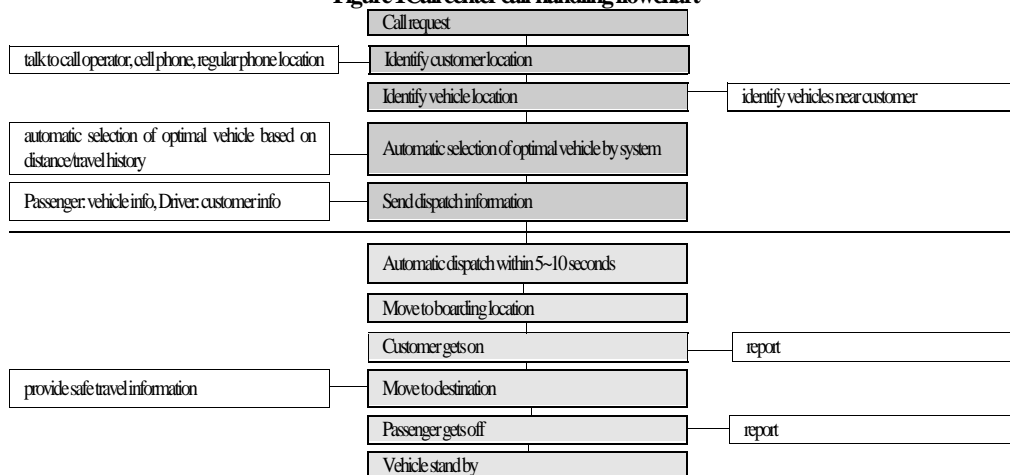 Figure 1 Call center call handling flowchart
Call request
talk to call operator, cell phone, regular phone location
Identify customer location
Identify vehicle location
identify vehicles near customer
automatic selection of optimal vehicle based on
distance/travel history
Automatic selection of optimal vehicle by system
Passenger: vehicle info, Driver: customer info
Send dispatch information
Automatic dispatch within 5~10 seconds
Move to boarding location
Customer gets on
report
provide safe travel information
Move to destination
Passenger gets off
report
Vehicle stand by